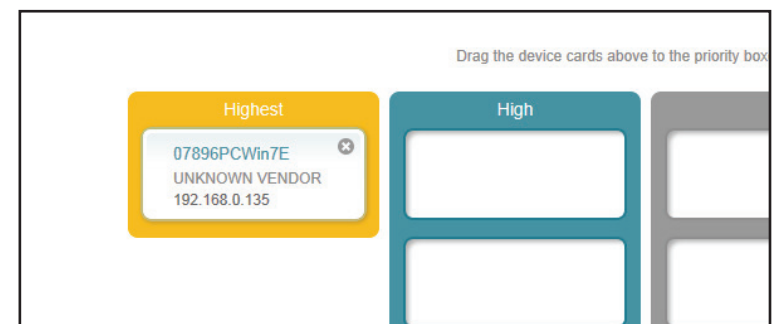 Drag the device cards above to the priority box
Highest
High
07896PCWin7E
UNKNOWN VENDOR
192.168.0.135